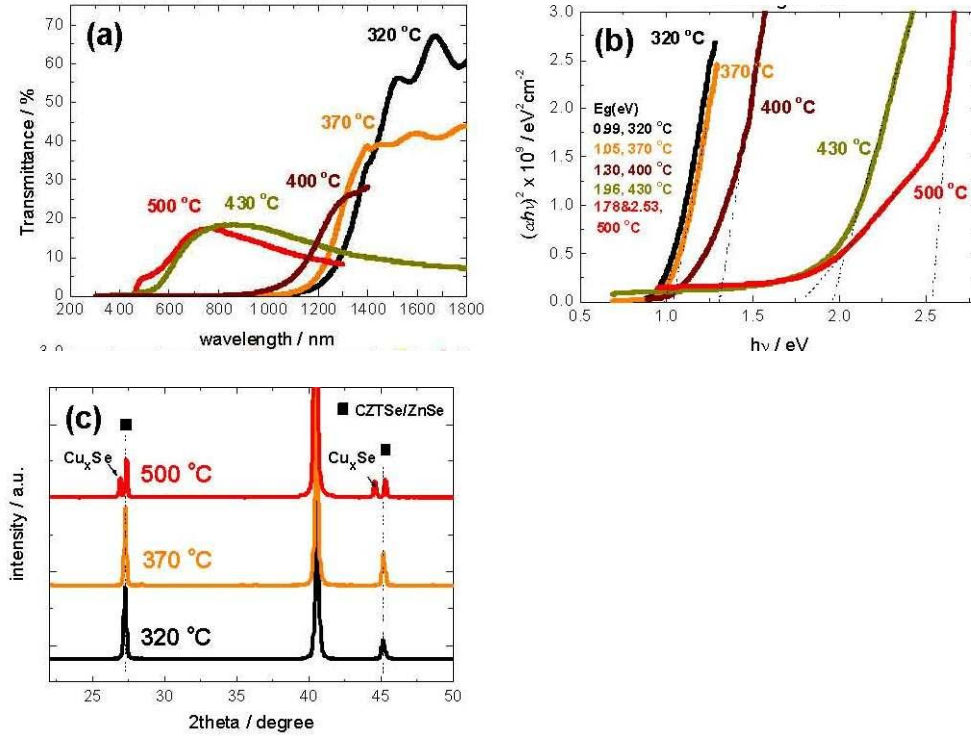 (a)
320 °C
370 °C
400 °C
500 °C
430 °C
Transmittance / %
70
60
50
40
30
20
10
0
200 400 600 800 1000 1200 1400 1600 1800
wavelength / nm
(b)
320 °C
370 °C
400 °C
430 °C
500 °C
Eg(eV)
0.99, 320 °C
1.05, 370 °C
1.30, 400 °C
1.96, 430 °C
1.78&2.53,
500 °C
(αhν)² x 10⁹ / eV²cm⁻²
3.0
2.5
2.0
1.5
1.0
0.5
0.0
0.5 1.0 1.5 2.0 2.5
hν / eV
3.0
(c)
■ CZTSe/ZnSe
CuₓSe
CuₓSe
500 °C
370 °C
320 °C
intensity / a.u.
25 30 35 40 45 50
2theta / degree